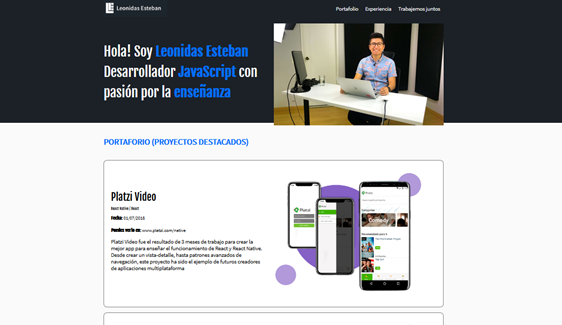 LE Leonidas Esteban
Portafolio Experiencia Trabajemos juntos
Hola! Soy Leonidas Esteban
Desarrollador JavaScript con
pasión por la enseñanza
PORTAFORIO (PROYECTOS DESTACADOS)
Platzi Video
React Native | React
Fecha: 01/07/2018
Puedes verlo en: www.platzi.com/native
Platzi Video fue el resultado de 3 meses de trabajo para crear la
mejor app para enseñar el funcionamiento de React y React Native.
Desde crear un vista-detalle, hasta patrones avanzados de
navegación, este proyecto ha sido el ejemplo de futuros creadores
de aplicaciones multiplataforma
Platzi
Platzi
Platzi
Comedy